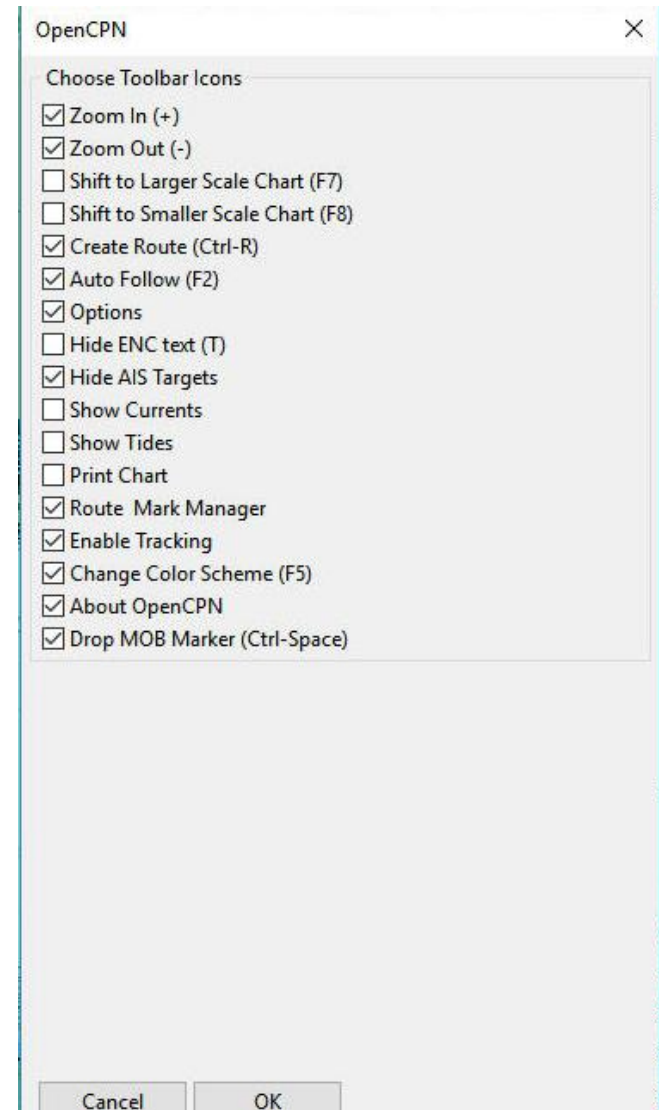 OpenCPN
Choose Toolbar Icons
Zoom In (+)
Zoom Out (-)
Shift to Larger Scale Chart (F7)
Shift to Smaller Scale Chart (F8)
Create Route (Ctrl-R)
Auto Follow (F2)
Options
Hide ENC text (T)
Hide AIS Targets
Show Currents
Show Tides
Print Chart
Route  Mark Manager
Enable Tracking
Change Color Scheme (F5)
About OpenCPN
Drop MOB Marker (Ctrl-Space)
Cancel OK